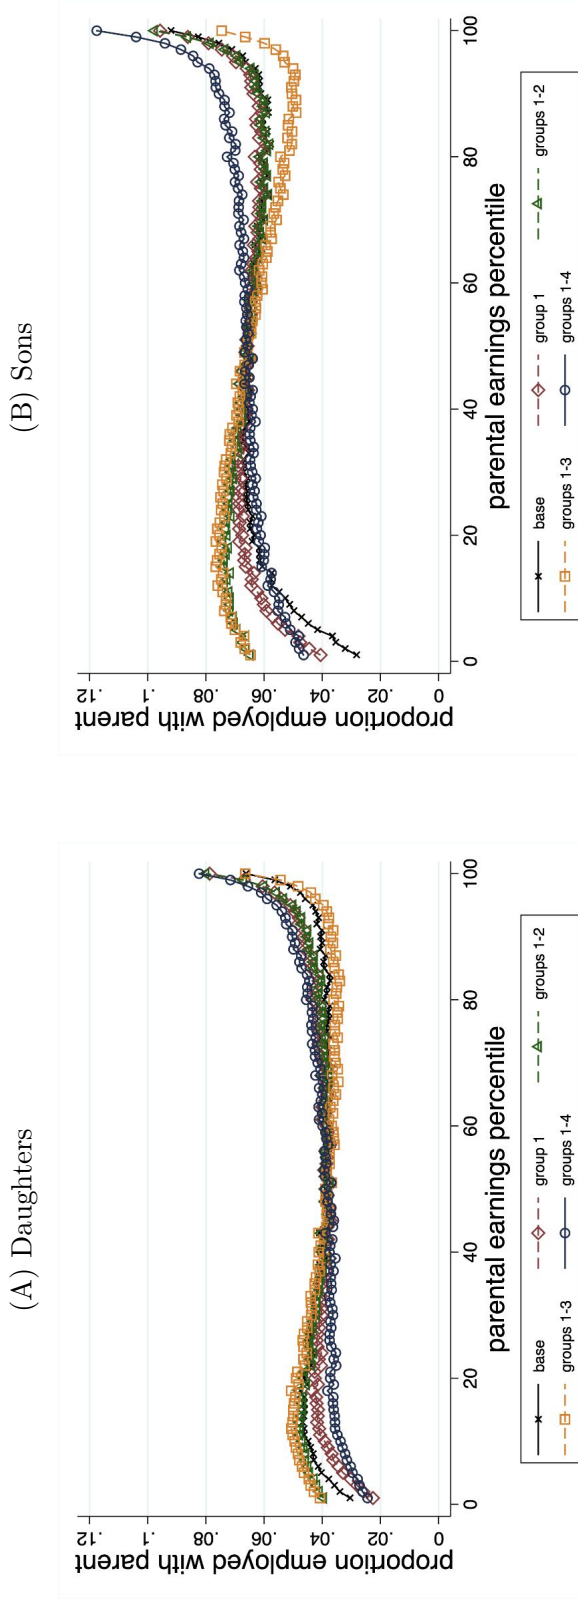 (A) Daughters
proportion employed with parent
.12
.1
.08
.06
.04
.02
0
0 20 40 60 80 100
parental earnings percentile
base group 1 groups 1-2
groups 1-3 groups 1-4
(B) Sons
proportion employed with parent
.12
.1
.08
.06
.04
.02
0
0 20 40 60 80 100
parental earnings percentile
base group 1 groups 1-2
groups 1-3 groups 1-4